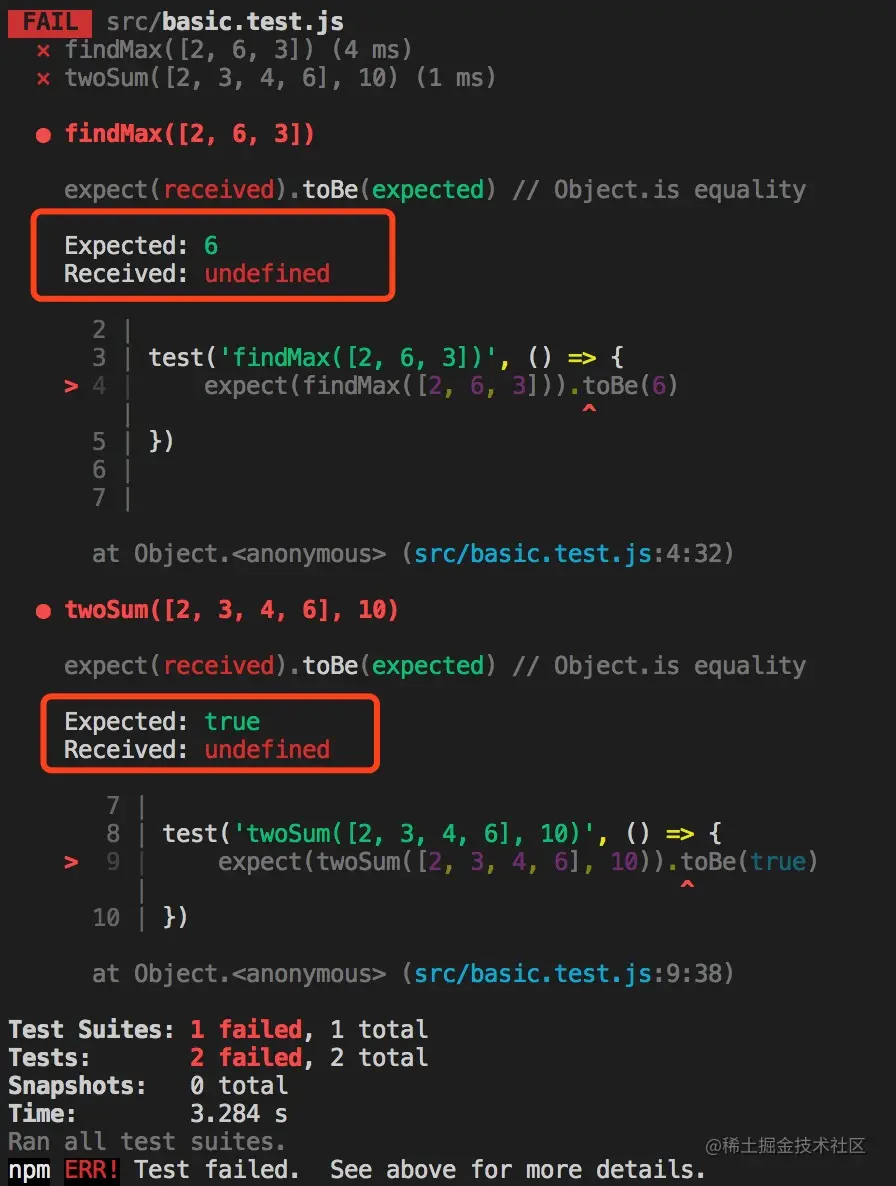 FAIL src/basic.test.js
× findMax([2, 6, 3]) (4 ms)
× twoSum([2, 3, 4, 6], 10) (1 ms)
● findMax([2, 6, 3])
expect(received).toBe(expected) // Object.is equality
Expected: 6
Received: undefined
2 |
3 | test('findMax([2, 6, 3])', () => {
> 4 | expect(findMax([2, 6, 3])).toBe(6)
| ^
5 | })
6 |
7 |
at Object.<anonymous> (src/basic.test.js:4:32)
● twoSum([2, 3, 4, 6], 10)
expect(received).toBe(expected) // Object.is equality
Expected: true
Received: undefined
7 |
8 | test('twoSum([2, 3, 4, 6], 10)', () => {
> 9 | expect(twoSum([2, 3, 4, 6], 10)).toBe(true)
| ^
10 | })
at Object.<anonymous> (src/basic.test.js:9:38)
Test Suites: 1 failed, 1 total
Tests: 2 failed, 2 total
Snapshots: 0 total
Time: 3.284 s
Ran all test suites.
@稀土掘金技术社区
npm ERR! Test failed. See above for more details.